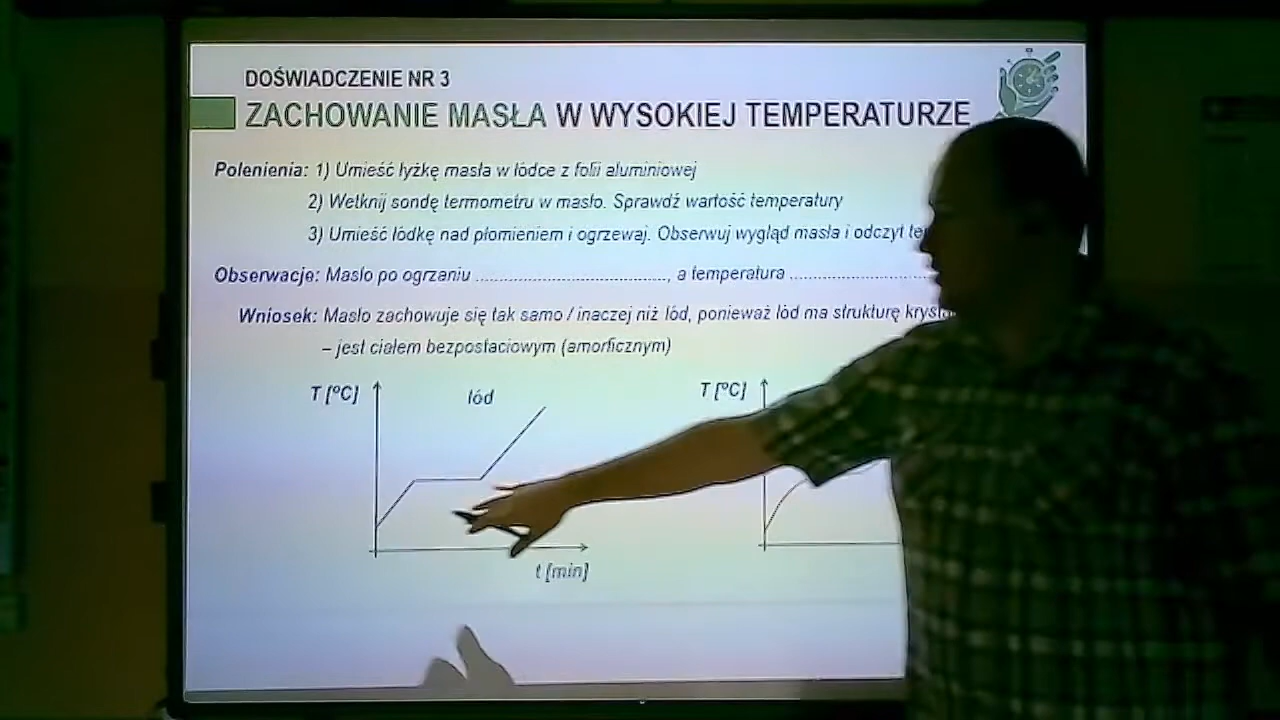 DOŚWIADCZENIE NR 3
ZACHOWANIE MASŁA W WYSOKIEJ TEMPERATURZE
Polenienia: 1) Umieść łyżkę masła w łódce z folii aluminiowej
2) Wetknij sondę termometru w masło. Sprawdź wartość temperatury
3) Umieść łódkę nad płomieniem i ogrzewaj. Obserwuj wygląd masła i odczyt
Obserwacje: Masło po ogrzaniu ........................................, a temperatura ..............................
Wniosek: Masło zachowuje się tak samo / inaczej niż lód, ponieważ lód ma strukturę
– jest ciałem bezpostaciowym (amorficznym)
T [ºC] lód T [ºC]
t [min]